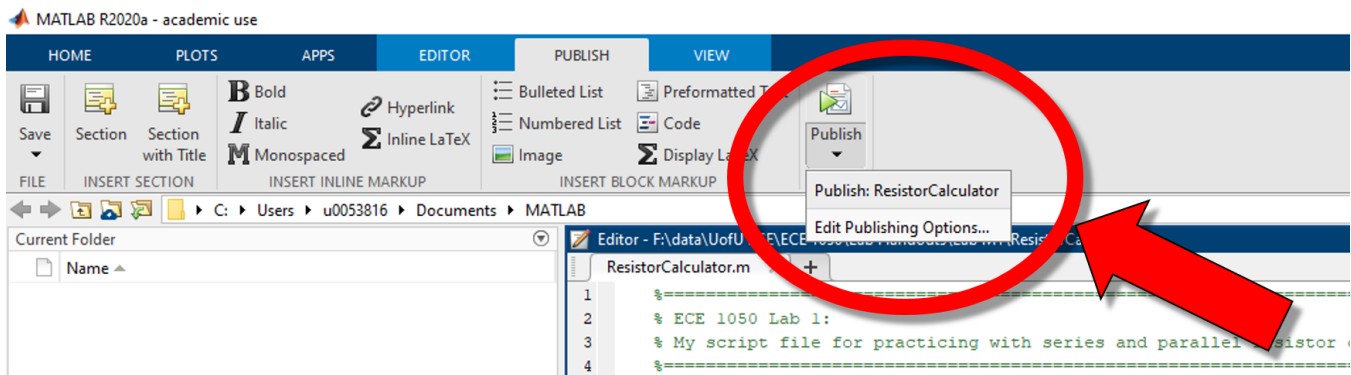 MATLAB R2020a - academic use
HOME PLOTS APPS EDITOR PUBLISH VIEW
Save
Section
Section with Title
Bold
Italic
Monospaced
Hyperlink
Inline LaTeX
Bulleted List
Numbered List
Image
Preformatted
Code
Display
Publish
FILE INSERT SECTION INSERT INLINE MARKUP INSERT BLOCK MARKUP
Publish: ResistorCalculator
Edit Publishing Options...
C: Users u0053816 Documents MATLAB
Current Folder
Name
Editor - F:\data\UofU
ResistorCalculator.m +
1 %=====
2 % ECE 1050 Lab 1:
3 % My script file for practicing with series and parallel
4 %=====